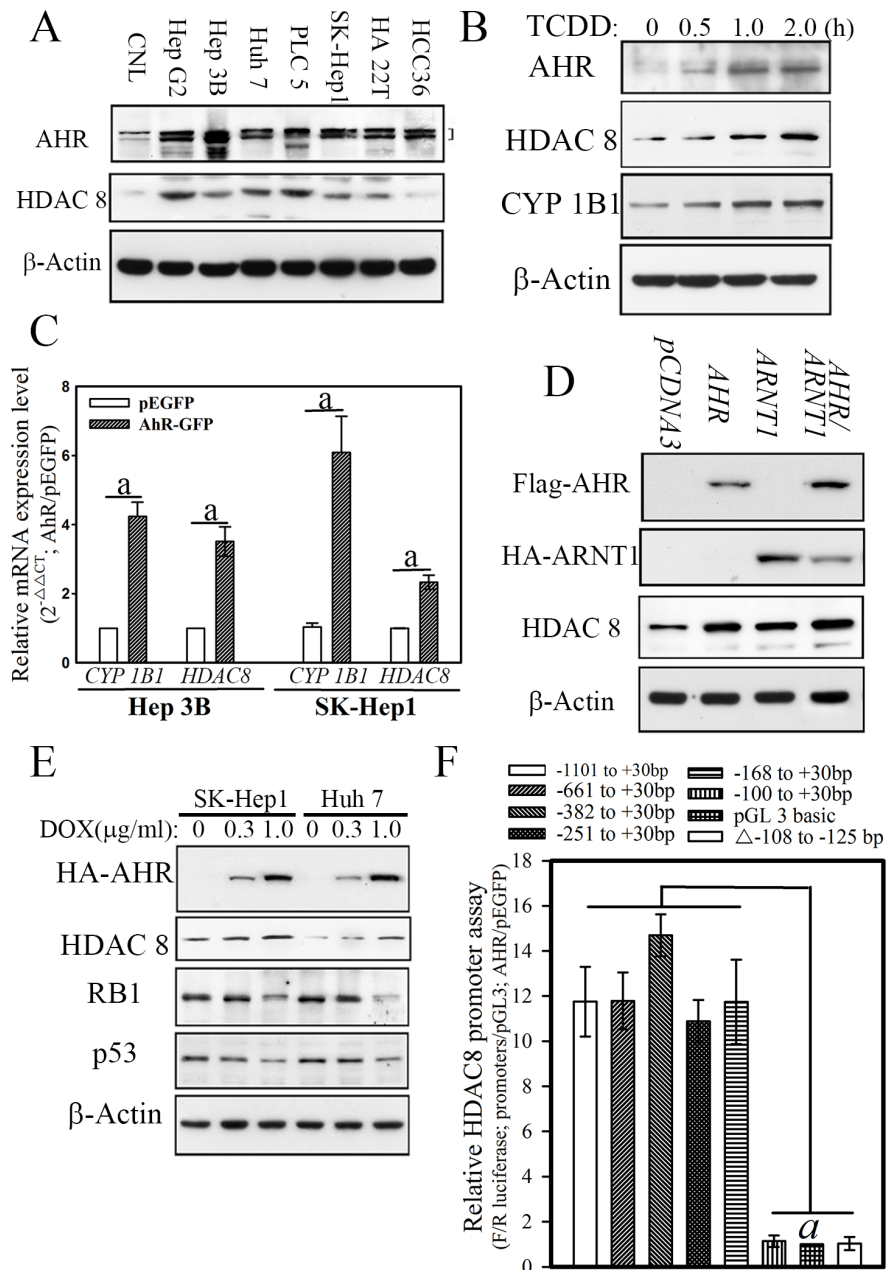 A
CNL Hep G2 Hep 3B Huh 7 PLC 5 SK-Hep1 HA 22T HCC36
AHR
HDAC 8
β-Actin
B
TCDD: 0 0.5 1.0 2.0 (h)
AHR
HDAC 8
CYP 1B1
β-Actin
C
Relative mRNA expression level
(2-△△CT; AhR/pEGFP)
8
6
4
2
0
pEGFP
AhR-GFP
a
a
a
a
CYP 1B1 HDAC8 CYP 1B1 HDAC8
Hep 3B SK-Hep1
D
pCDNA3 AHR ARNT1 AHR/
ARNT1
Flag-AHR
HA-ARNT1
HDAC 8
β-Actin
E
SK-Hep1 Huh 7
DOX(μg/ml): 0 0.3 1.0 0 0.3 1.0
HA-AHR
HDAC 8
RB1
p53
β-Actin
F
-1101 to +30bp
-661 to +30bp
-382 to +30bp
-251 to +30bp
-168 to +30bp
-100 to +30bp
pGL 3 basic
△-108 to -125 bp
Relative HDAC8 promoter assay
(F/R luciferase; promoters/pGL3; AHR/pEGFP)
18
16
14
12
10
8
6
4
2
0
a